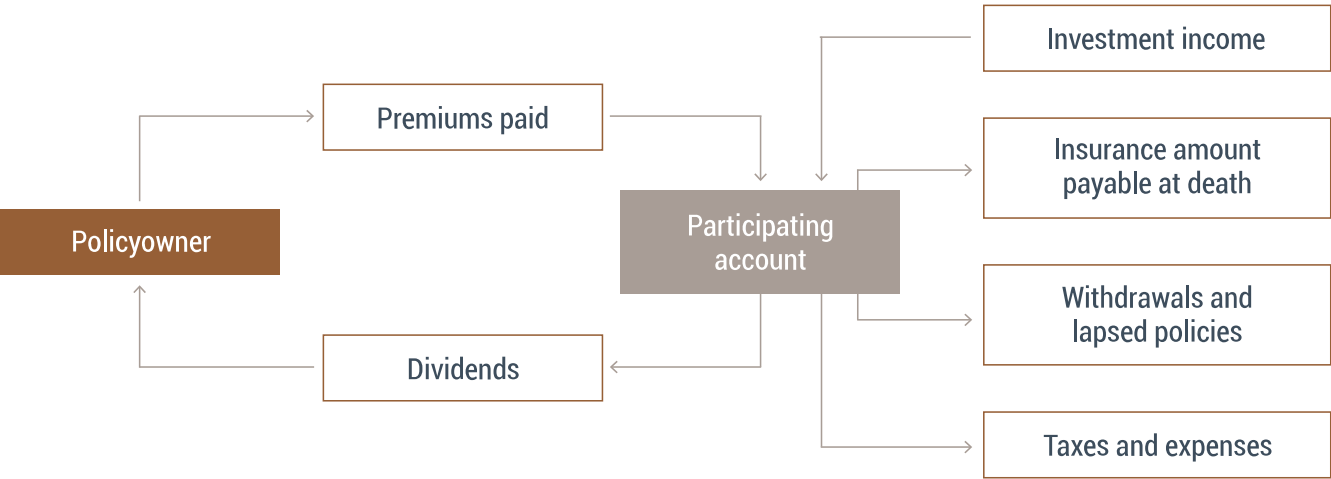 Investment income
Premiums paid
Insurance amount
payable at death
Policyowner
Participating
account
Withdrawals and
lapsed policies
Dividends
Taxes and expenses